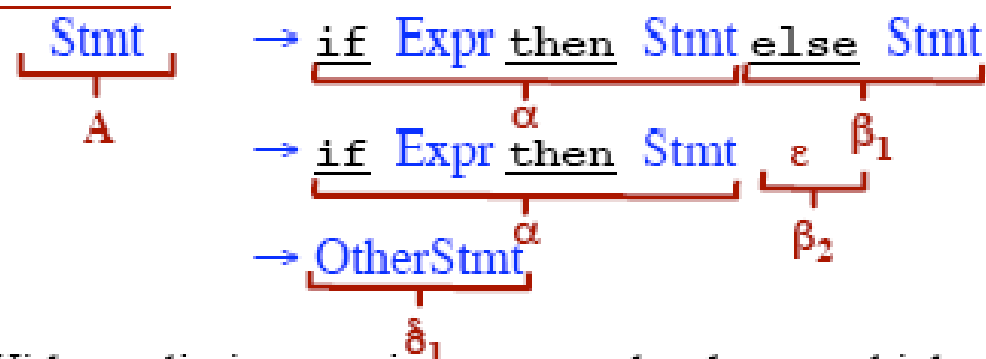 Stmt → if Expr then Stmt else Stmt
A α β1
→ if Expr then Stmt ε
α β2
→ OtherStmt
δ1